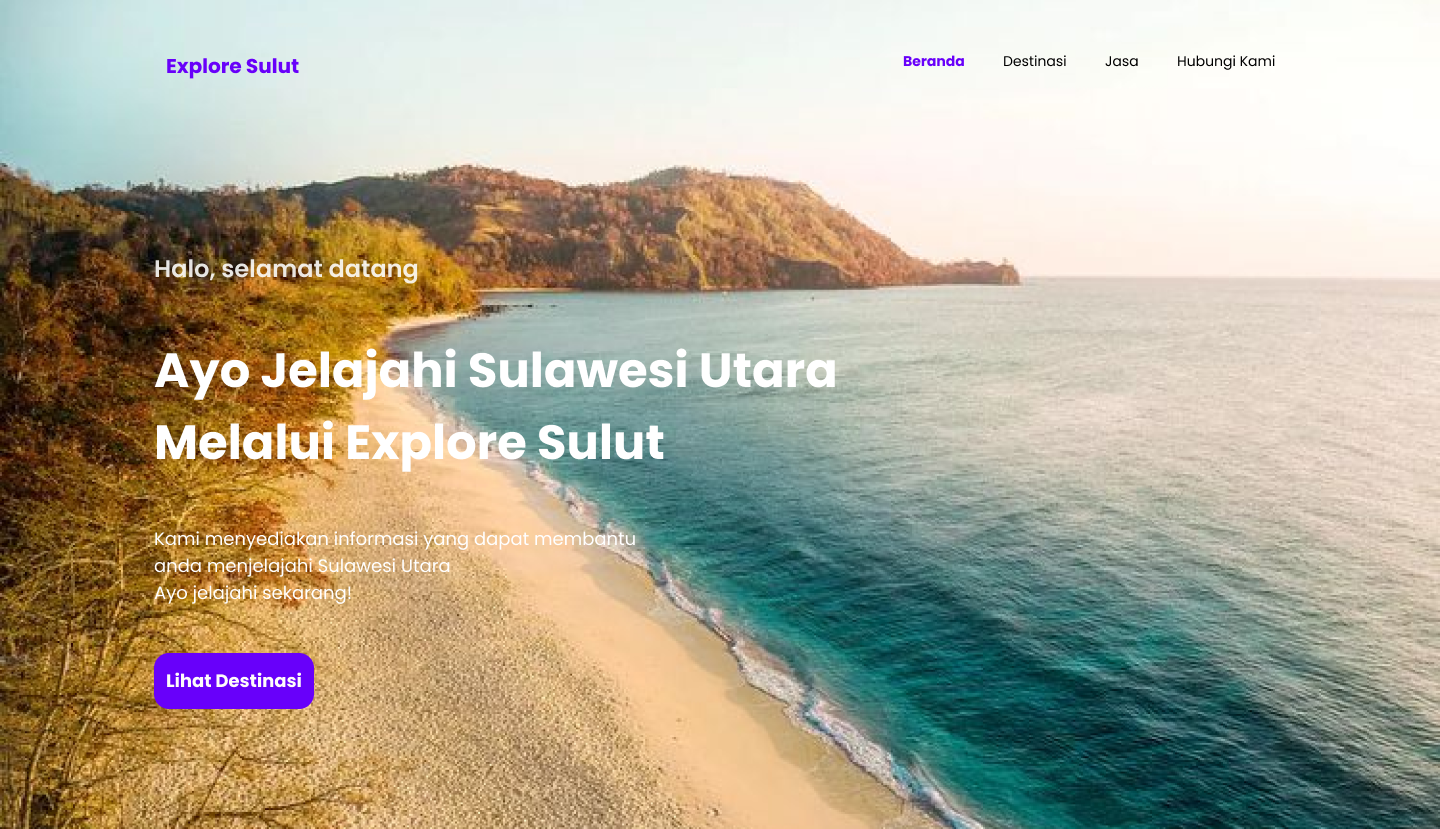 Explore Sulut
Beranda
Destinasi
Jasa
Hubungi Kami
Halo, selamat datang
Ayo Jelajahi Sulawesi Utara
Melalui Explore Sulut
Kami menyediakan informasi yang dapat membantu
anda menjelajahi Sulawesi Utara
Ayo jelajahi sekarang!
Lihat Destinasi